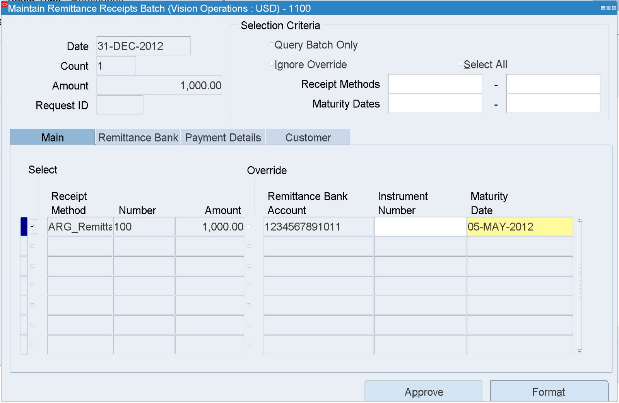 Maintain Remittance Receipts Batch (Vision Operations : USD) - 1100
Selection Criteria
Date 31-DEC-2012
Query Batch Only
Count 1
Ignore Override
Select All
Amount 1,000.00
Receipt Methods -
Request ID
Maturity Dates -
Main Remittance Bank Payment Details Customer
Select Override
Receipt Remittance Bank Instrument Maturity
Method Number Amount Account Number Date
ARG_Remitta 100 1,000.00 1234567891011 05-MAY-2012
Approve Format